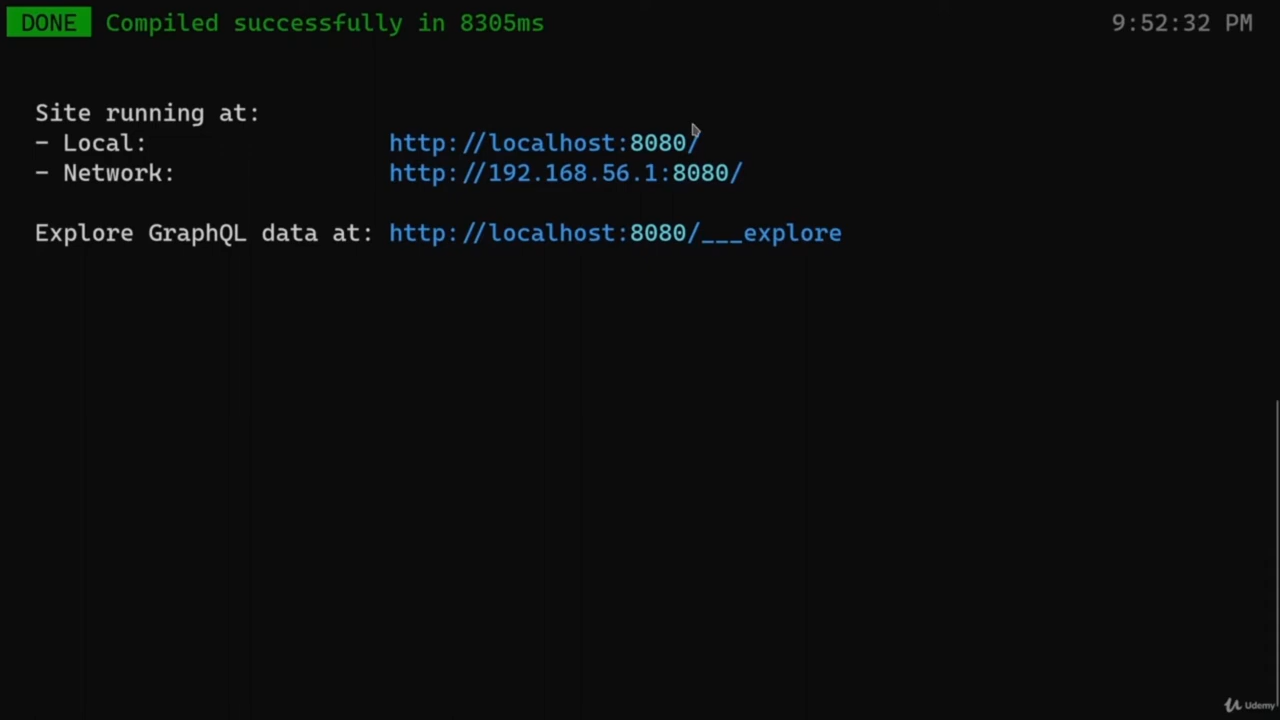 DONE Compiled successfully in 8305ms 9:52:32 PM
Site running at:
- Local: http://localhost:8080/
- Network: http://192.168.56.1:8080/
Explore GraphQL data at: http://localhost:8080/___explore
Udemy